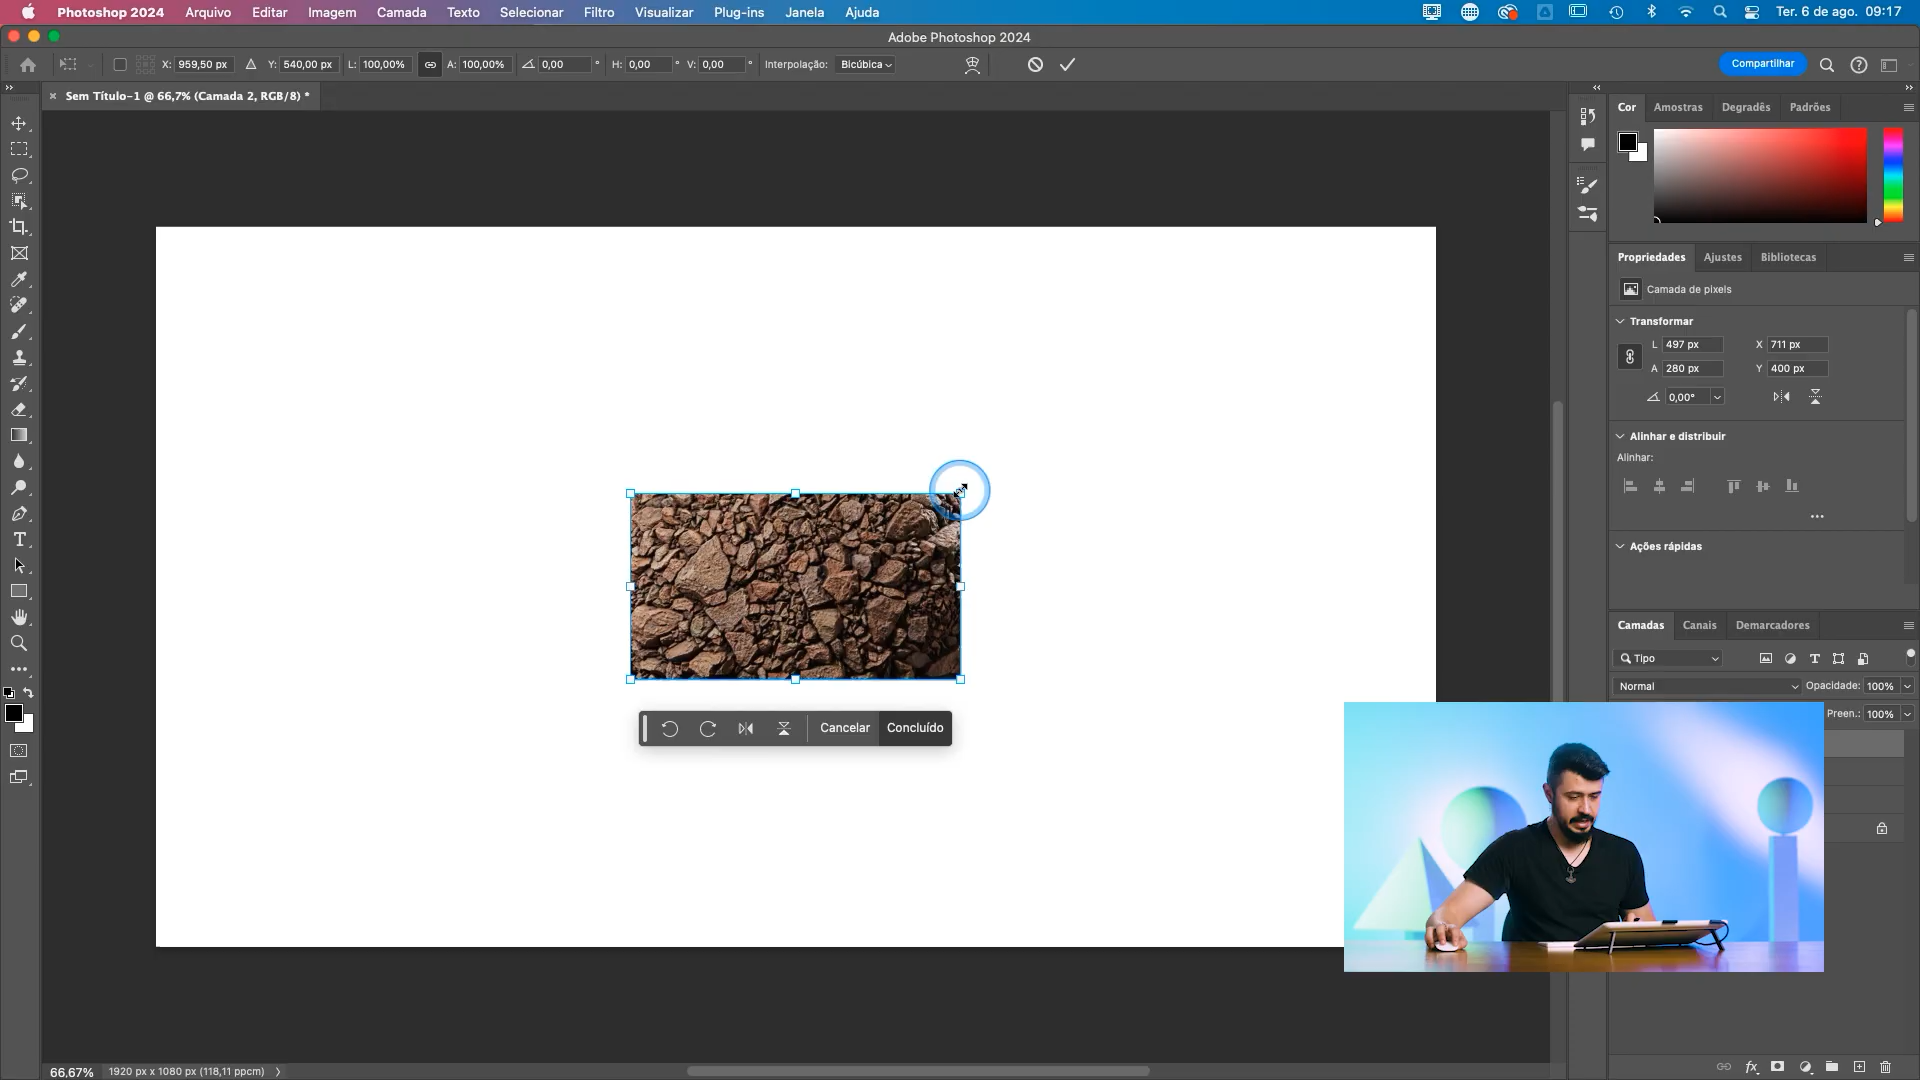 Photoshop 2024 Arquivo Editar Imagem Camada Texto Selecionar Filtro Visualizar Plug-ins Janela Ajuda Ter. 6 de ago. 09:17
Adobe Photoshop 2024
X: 959,50 px Y: 540,00 px L: 100,00% A: 100,00% 0,00 ° H: 0,00 ° V: 0,00 ° Interpolação: Bicúbica Compartilhar
Sem Título-1 @ 66,7% (Camada 2, RGB/8) *
Cor Amostras Degradês Padrões
Propriedades Ajustes Bibliotecas
Camada de pixels
Transformar
L 497 px X 711 px
A 280 px Y 400 px
0,00°
Alinhar e distribuir
Alinhar:
Ações rápidas
Camadas Canais Demarcadores
Tipo
Normal Opacidade: 100%
Preen.: 100%
Cancelar Concluído
66,67% 1920 px x 1080 px (118,11 ppcm)